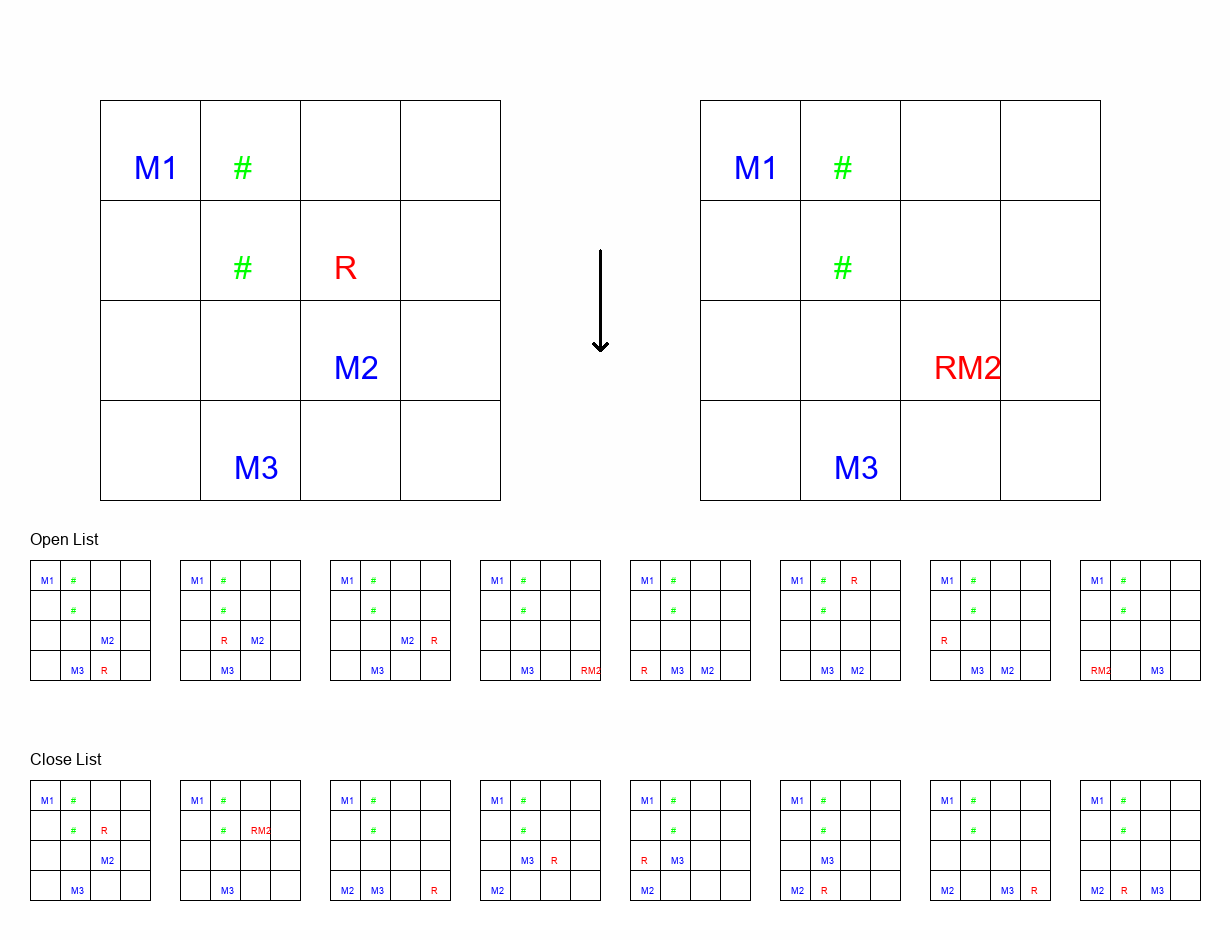 M1 # M1 #
# R #
M2 RM2
M3 M3
Open List
M1 # M1 # M1 # M1 # M1 # M1 # R M1 # M1 #
# # # # # # # #
M2 R M2 M2 R R
M3 R M3 M3 M3 RM2 R M3 M2 M3 M2 M3 M2 RM2 M3
Close List
M1 # M1 # M1 # M1 # M1 # M1 # M1 # M1 #
# R # RM2 # # # # # #
M2 M3 R R M3 M3
M3 M3 M2 M3 R M2 M2 M2 R M2 M3 R M2 R M3